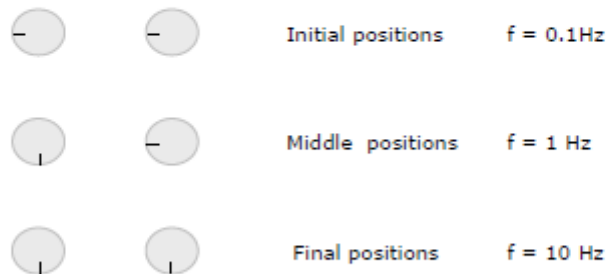 Initial positions f = 0.1Hz
Middle positions f = 1 Hz
Final positions f = 10 Hz